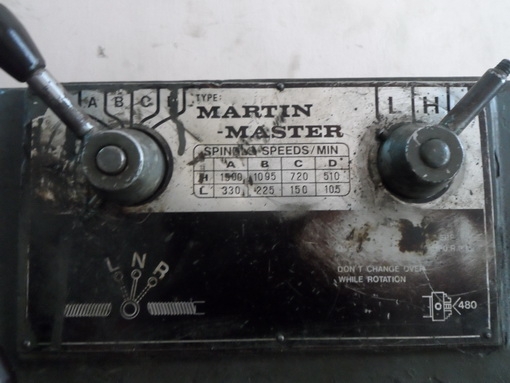 A B C D
TYPE:
MARTIN
-MASTER
L H
SPINDLE SPEEDS/MIN
A B C D
H 1500 1095 720 510
L 330 225 150 105
L N R
DON'T CHANGE OVER
WHILE ROTATION
480